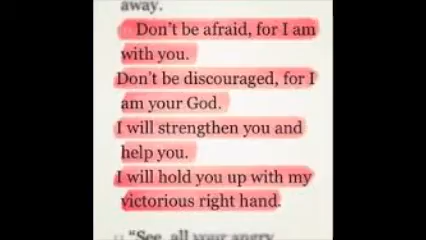 away.
Don't be afraid, for I am
with you.
Don't be discouraged, for I
am your God.
I will strengthen you and
help you.
I will hold you up with my
victorious right hand.
"See, all your angry